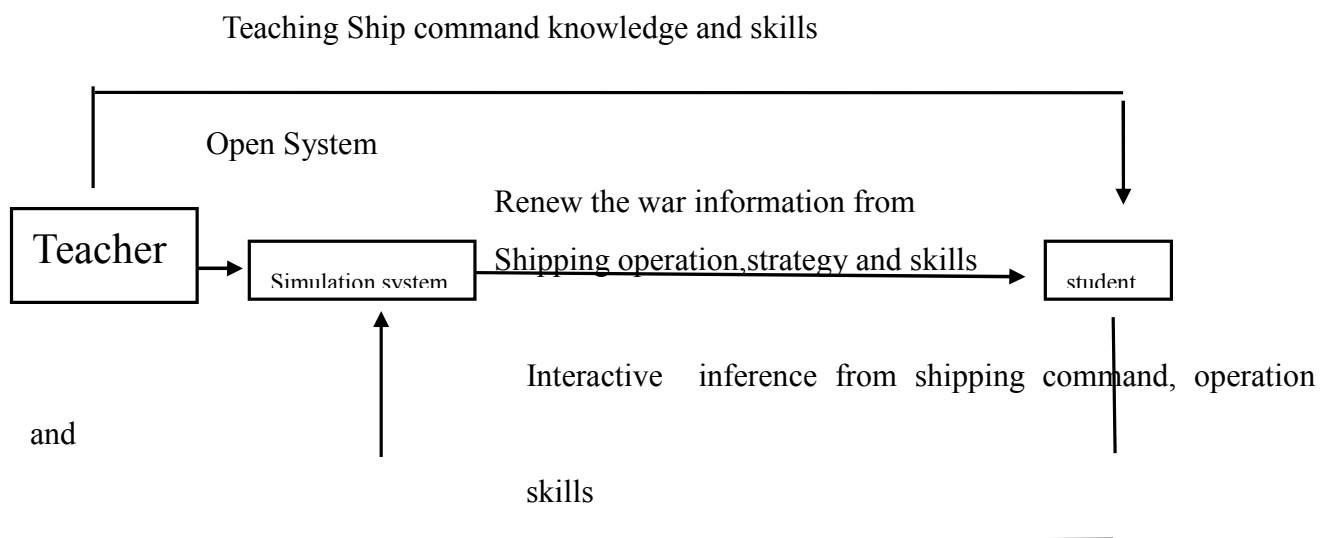 Teaching Ship command knowledge and skills
Open System
Renew the war information from
Teacher
Shipping operation,strategy and skills
Simulation system
student
Interactive inference from shipping command, operation
and
skills